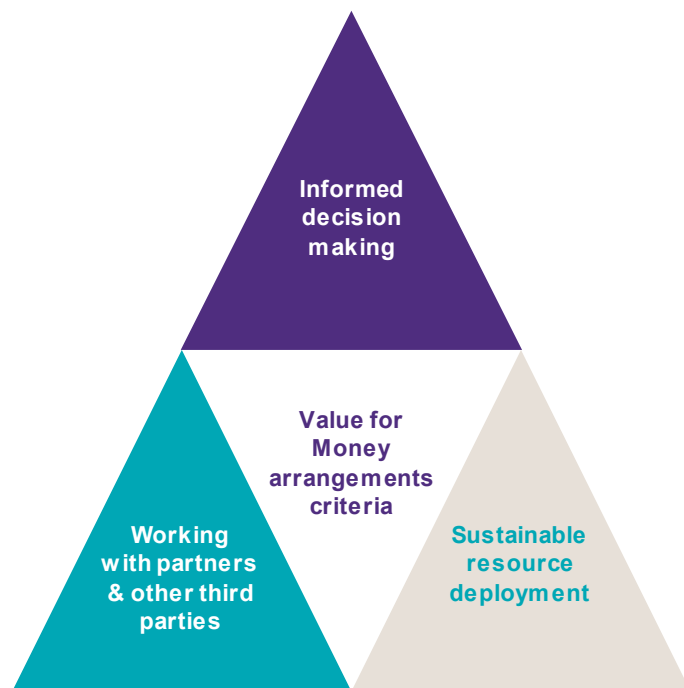 Informed
decision
making
Value for
Money
arrangements
criteria
Working
with partners
& other third
parties
Sustainable
resource
deployment